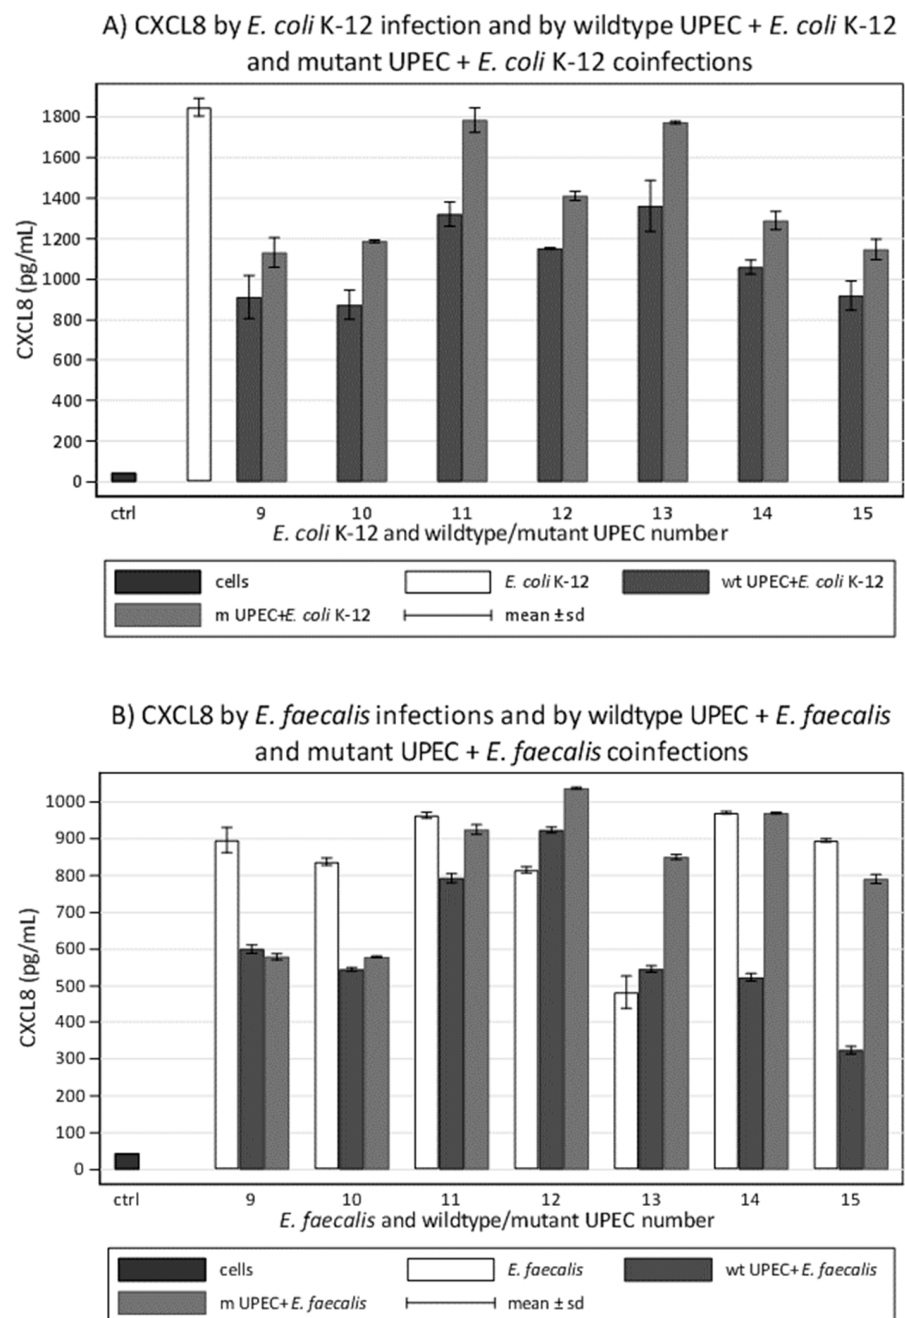 A) CXCL8 by E. coli K-12 infection and by wildtype UPEC + E. coli K-12
and mutant UPEC + E. coli K-12 coinfections
CXCL8 (pg/mL)
1800
1600
1400
1200
1000
800
600
400
200
0
ctrl 9 10 11 12 13 14 15
E. coli K-12 and wildtype/mutant UPEC number
cells E. coli K-12 wt UPEC+E. coli K-12
m UPEC+E. coli K-12 mean ±sd
B) CXCL8 by E. faecalis infections and by wildtype UPEC + E. faecalis
and mutant UPEC + E. faecalis coinfections
CXCL8 (pg/mL)
1000
900
800
700
600
500
400
300
200
100
0
ctrl 9 10 11 12 13 14 15
E. faecalis and wildtype/mutant UPEC number
cells E. faecalis wt UPEC+E. faecalis
m UPEC+E. faecalis mean ± sd